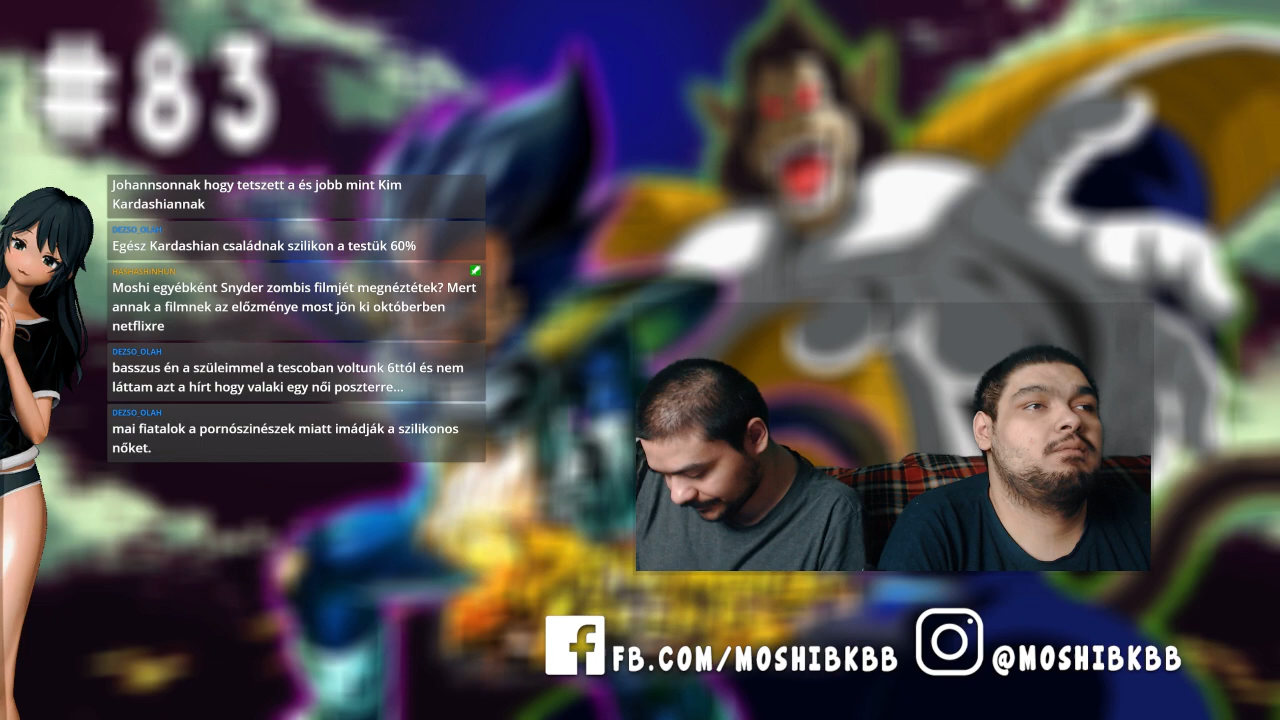 #83
Johannsonnak hogy tetszett a és jobb mint Kim
Kardashiannak
DEZSO_OLAH
Egész Kardashian családnak szilikon a testük 60%
HASHASHINHUN
Moshi egyébként Snyder zombis filmjét megnéztétek? Mert
annak a filmnek az előzménye most jön ki októberben
netflixre
DEZSO_OLAH
basszus én a szüleimmel a tescoban voltunk 6ttól és nem
láttam azt a hírt hogy valaki egy női poszterre...
DEZSO_OLAH
mai fiatalok a pornószinészek miatt imádják a szilikonos
nőket.
FB.COM/MOSHIBKBB
@MOSHIBKBB